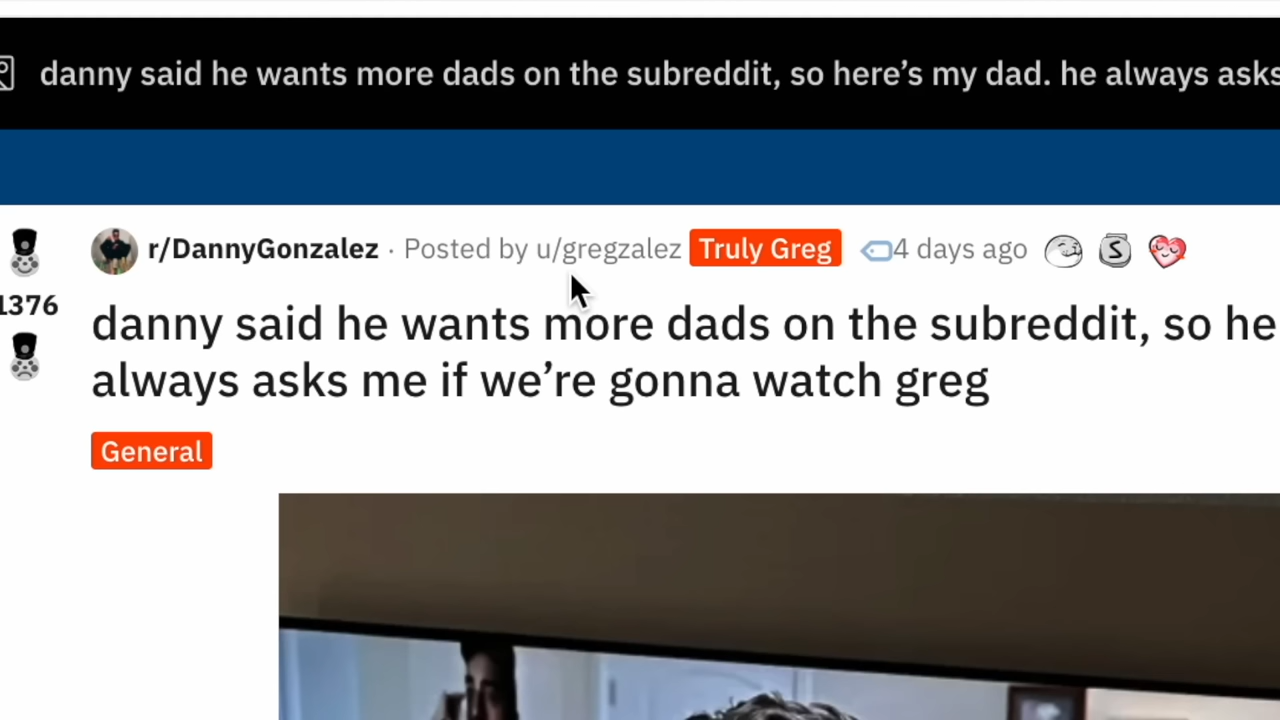 danny said he wants more dads on the subreddit, so here’s my dad. he always asks
r/DannyGonzalez · Posted by u/gregzalez Truly Greg 4 days ago
1376
danny said he wants more dads on the subreddit, so he
always asks me if we’re gonna watch greg
General